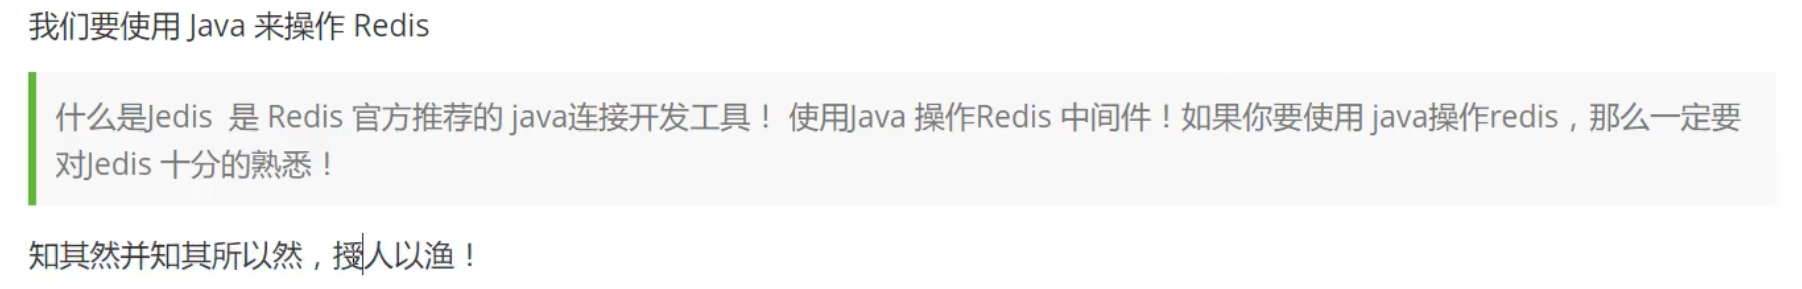 我们要使用 Java 来操作 Redis
什么是Jedis 是 Redis 官方推荐的 java连接开发工具！ 使用Java 操作Redis 中间件！如果你要使用 java操作redis，那么一定要
对Jedis 十分的熟悉！
知其然并知其所以然，授人以渔！